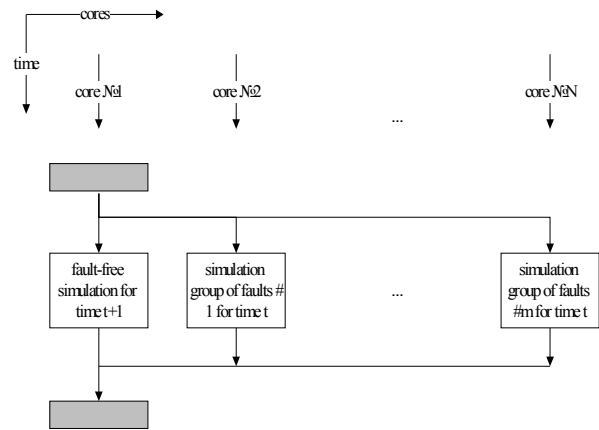 cores
time
core №1
core №2
...
core №N
fault-free
simulation for
time t+1
simulation
group of faults #
1 for time t
...
simulation
group of faults
#m for time t